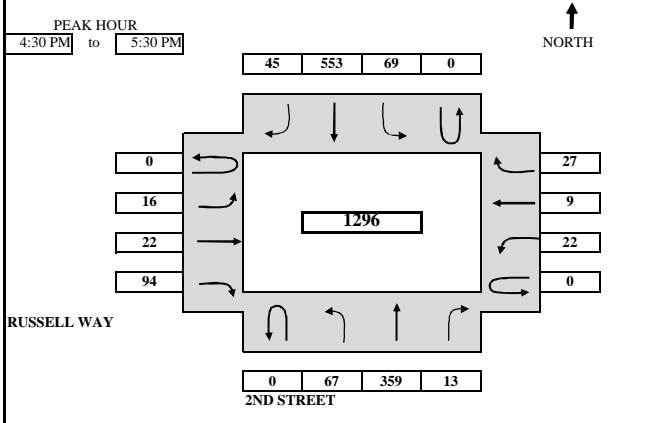 PEAK HOUR
4:30 PM to 5:30 PM
NORTH
45 553 69 0
0 27
16 9
1296
22 22
94 0
RUSSELL WAY
0 67 359 13
2ND STREET